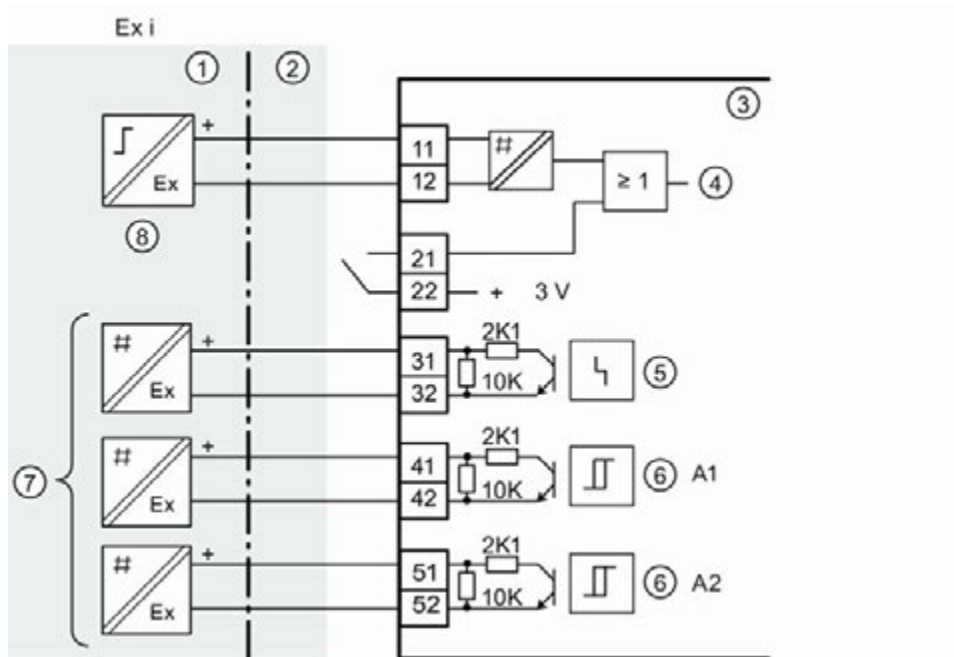 Ex i
① ② ③
+
Ex
11 #
12
≥ 1 ④
⑧
21
22 + 3 V
# + Ex
31 2K1
32 10K
⑤
⑦
# + Ex
41 2K1
42 10K
⑥ A1
# + Ex
51 2K1
52 10K
⑥ A2